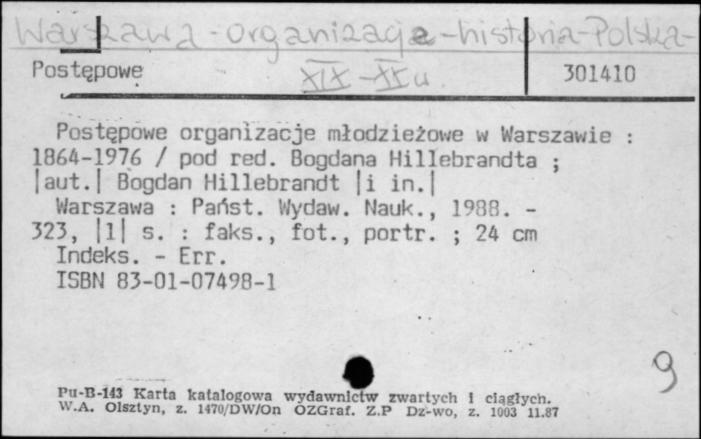 Warszawa - organizacje - historia - Polska -
XIX - XX w.
Postępowe 301410
Postępowe organizacje młodzieżowe w Warszawie :
1864-1976 / pod red. Bogdana Hillebrandta ;
|aut.| Bogdan Hillebrandt |i in.|
Warszawa : Państ. Wydaw. Nauk., 1988. -
323, |1| s. : faks., fot., portr. ; 24 cm
Indeks. - Err.
ISBN 83-01-07498-1
9
Pu-B-143 Karta katalogowa wydawnictw zwartych i ciągłych.
W.A. Olsztyn, z. 1470/DW/On OZGraf. Z.P Dz-wo, z. 1003 11.87